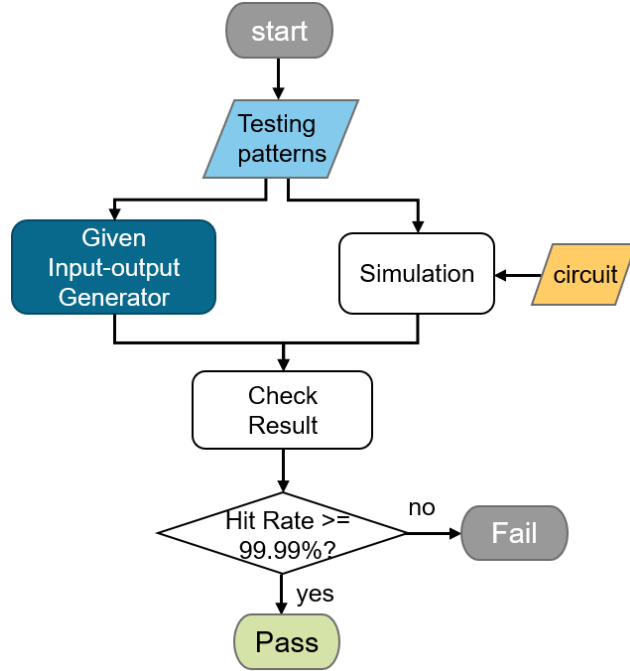 start
Testing
patterns
Given
Input-output
Generator
Simulation
circuit
Check
Result
Hit Rate >=
99.99%?
no
Fail
yes
Pass